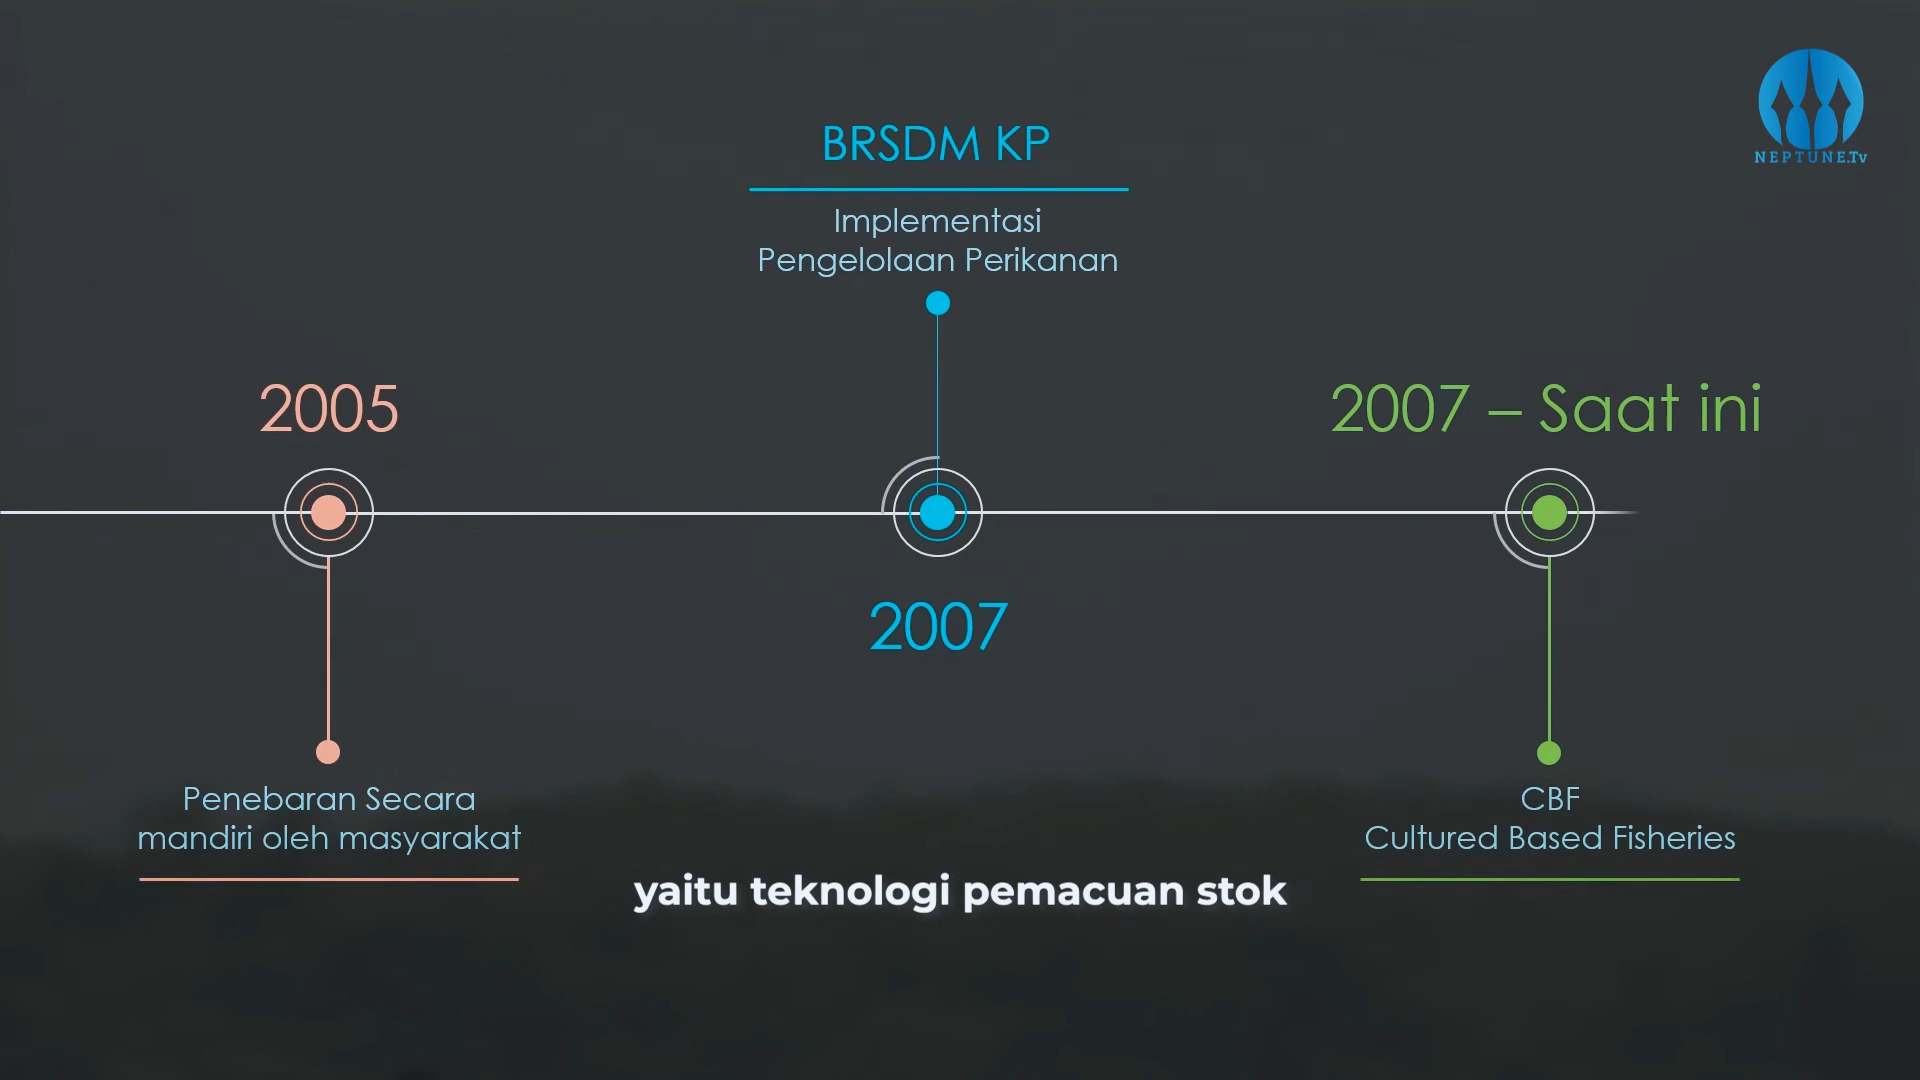 NEPTUNE.Tv
BRSDM KP
Implementasi
Pengelolaan Perikanan
2005
2007 – Saat ini
2007
Penebaran Secara
mandiri oleh masyarakat
CBF
Cultured Based Fisheries
yaitu teknologi pemacuan stok